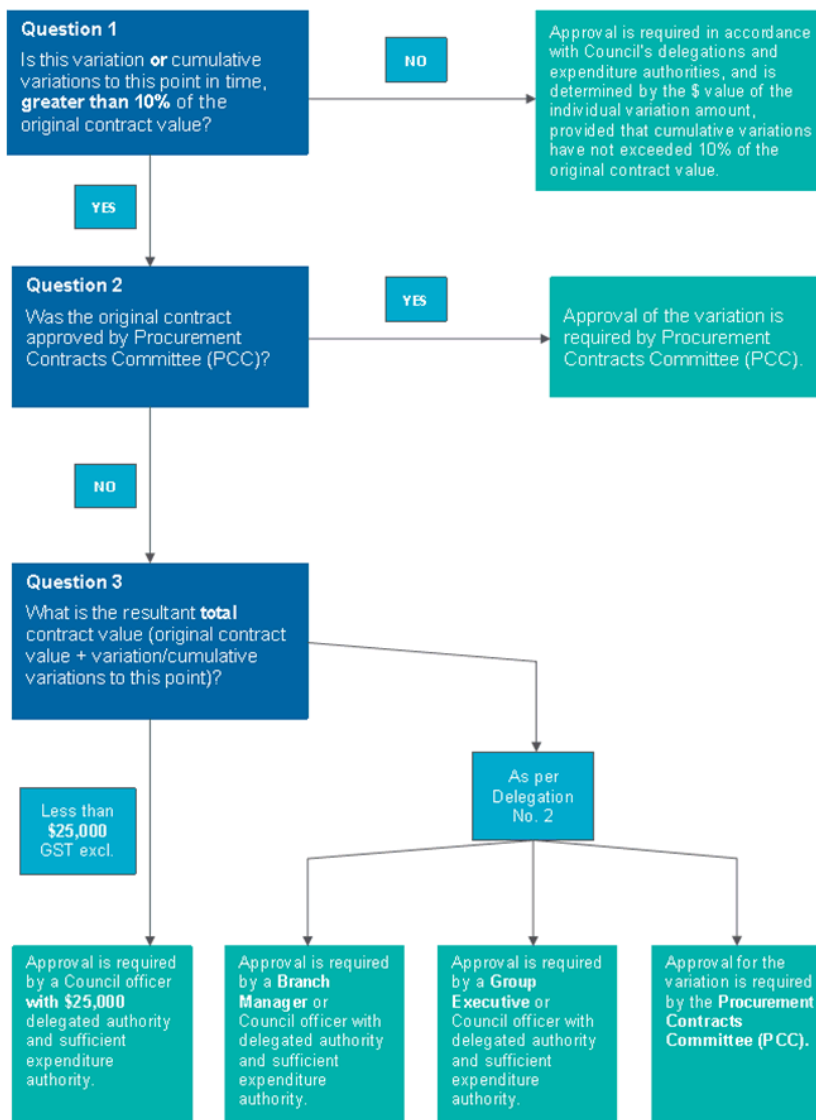 Question 1
Is this variation or cumulative
variations to this point in time,
greater than 10% of the
original contract value?
NO
Approval is required in accordance
with Council's delegations and
expenditure authorities, and is
determined by the $ value of the
individual variation amount,
provided that cumulative variations
have not exceeded 10% of the
original contract value.
YES
Question 2
Was the original contract
approved by Procurement
Contracts Committee (PCC)?
YES
Approval of the variation is
required by Procurement
Contracts Committee (PCC).
NO
Question 3
What is the resultant total
contract value (original contract
value + variation/cumulative
variations to this point)?
Less than
$25,000
GST excl.
As per
Delegation
No. 2
Approval is required
by a Council officer
with $25,000
delegated authority
and sufficient
expenditure
authority.
Approval is required
by a Branch
Manager or
Council officer with
delegated authority
and sufficient
expenditure
authority.
Approval is required
by a Group
Executive or
Council officer with
delegated authority
and sufficient
expenditure
authority.
Approval for the
variation is required
by the Procurement
Contracts
Committee (PCC).